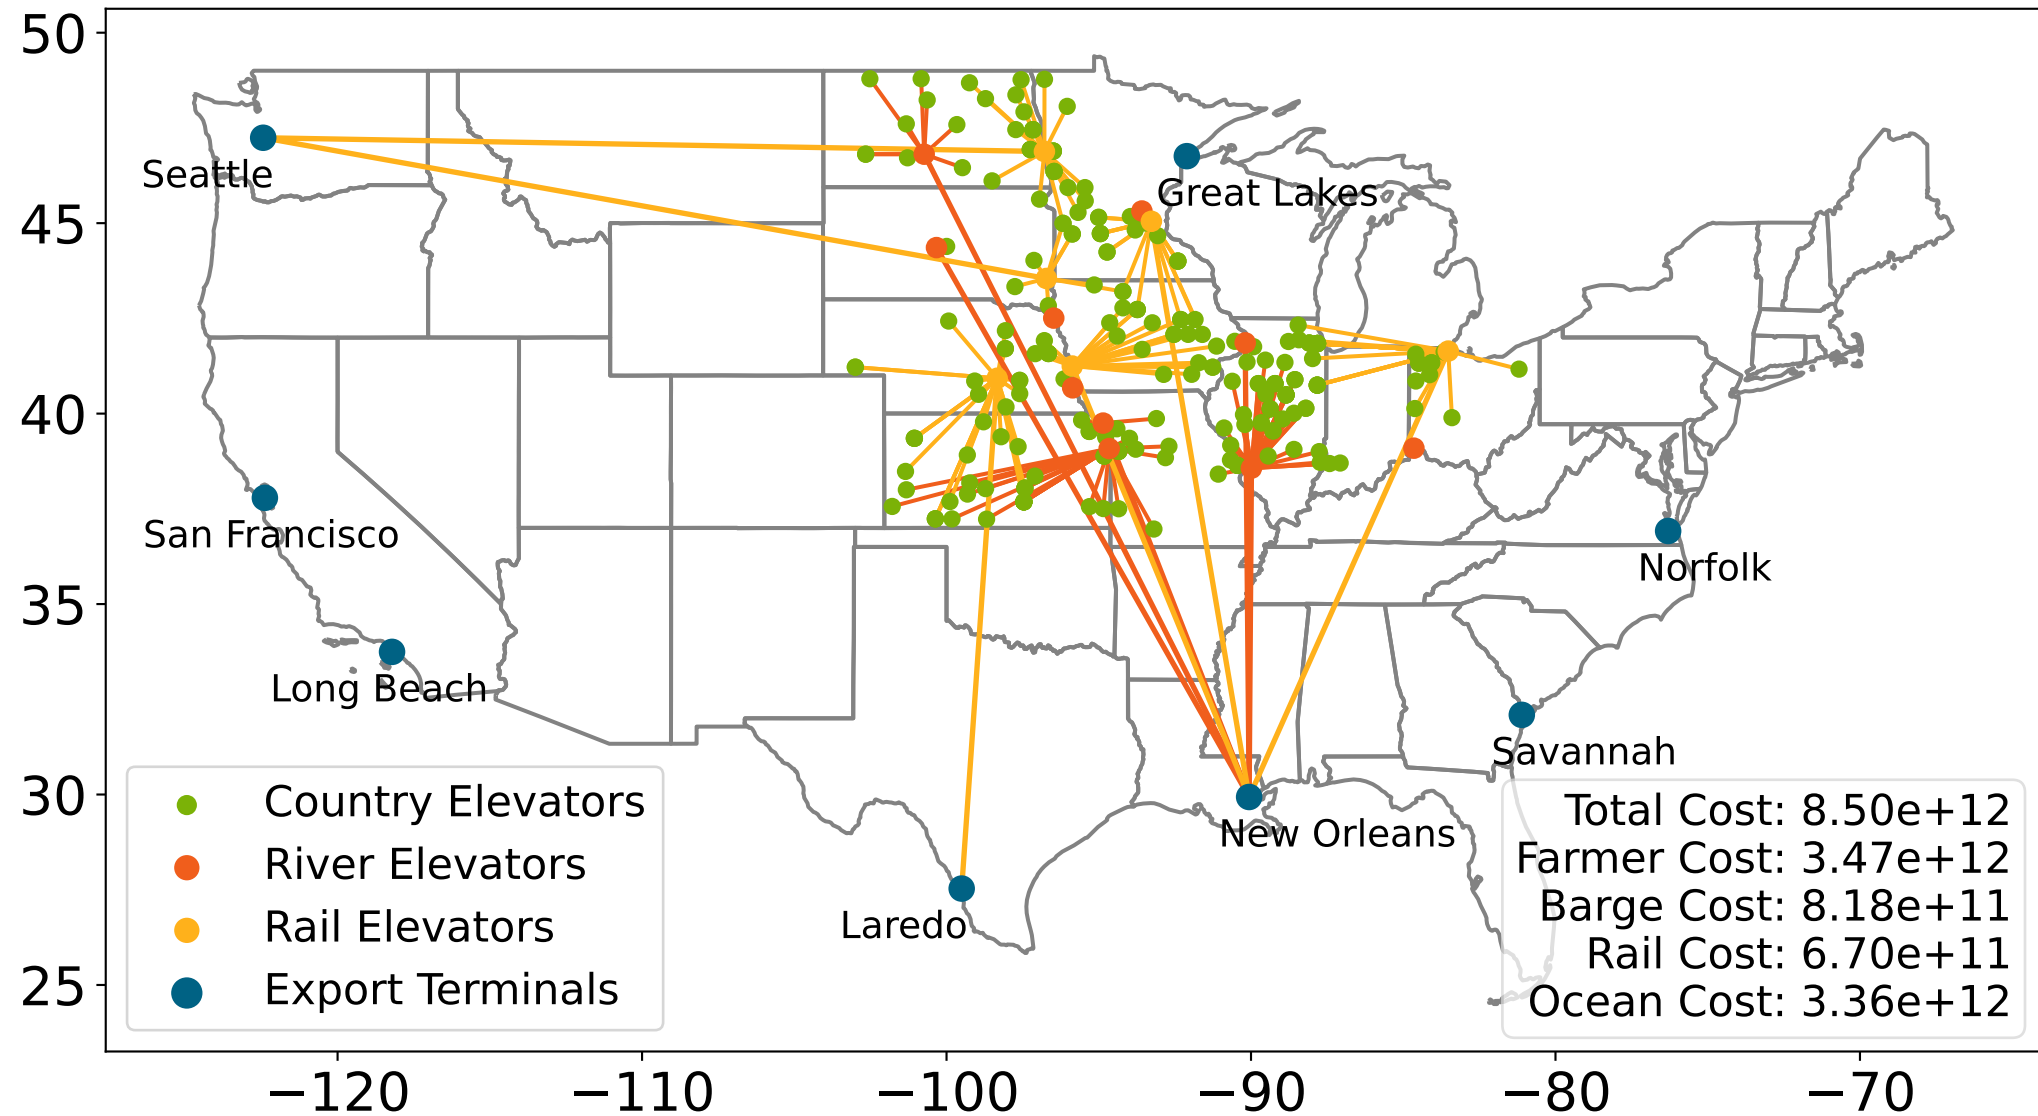 50
45
40
35
30
25
−120
−110
−100
−90
−80
−70
Seattle
Great Lakes
San Francisco
Norfolk
Long Beach
Savannah
New Orleans
Laredo
Country Elevators
River Elevators
Rail Elevators
Export Terminals
Total Cost: 8.50e+12
Farmer Cost: 3.47e+12
Barge Cost: 8.18e+11
Rail Cost: 6.70e+11
Ocean Cost: 3.36e+12